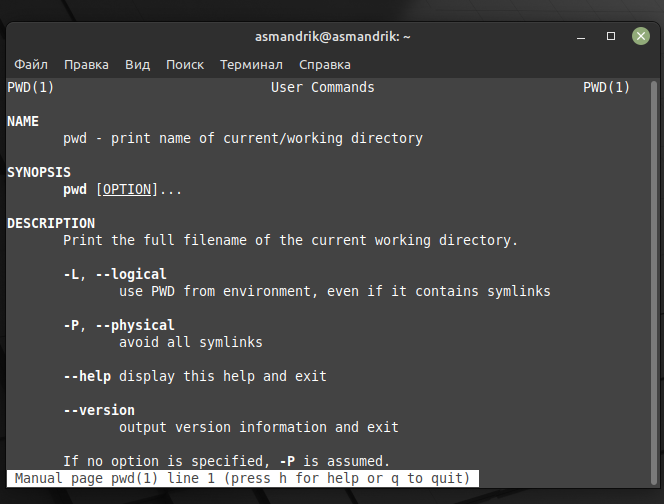 asmandrik@asmandrik: ~
Файл Правка Вид Поиск Терминал Справка
PWD(1) User Commands PWD(1)
NAME
pwd - print name of current/working directory
SYNOPSIS
pwd [OPTION]...
DESCRIPTION
Print the full filename of the current working directory.
-L, --logical
use PWD from environment, even if it contains symlinks
-P, --physical
avoid all symlinks
--help display this help and exit
--version
output version information and exit
If no option is specified, -P is assumed.
Manual page pwd(1) line 1 (press h for help or q to quit)